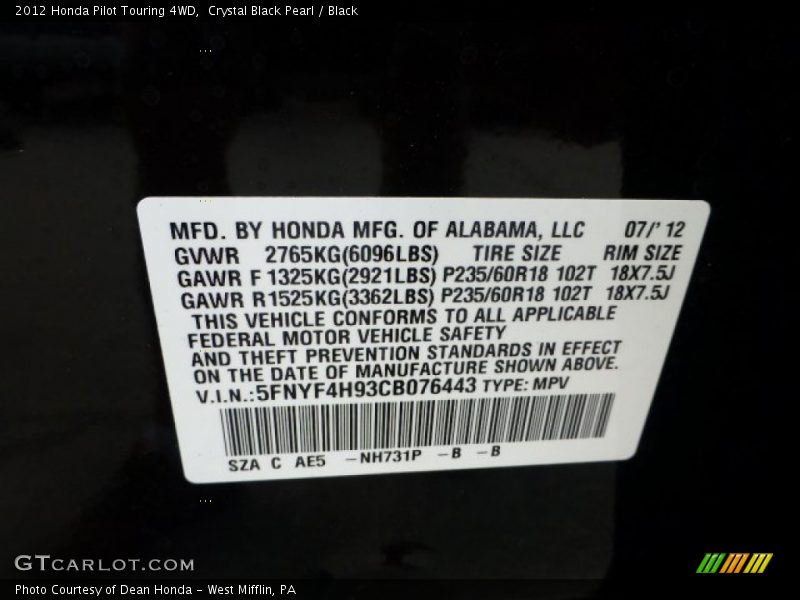 2012 Honda Pilot Touring 4WD,  Crystal Black Pearl / Black
MFD. BY HONDA MFG. OF ALABAMA, LLC 07/' 12
GVWR 2765KG(6096LBS) TIRE SIZE RIM SIZE
GAWR F 1325KG(2921LBS) P235/60R18 102T 18X7.5J
GAWR R1525KG(3362LBS) P235/60R18 102T 18X7.5J
THIS VEHICLE CONFORMS TO ALL APPLICABLE
FEDERAL MOTOR VEHICLE SAFETY
AND THEFT PREVENTION STANDARDS IN EFFECT
ON THE DATE OF MANUFACTURE SHOWN ABOVE.
V.I.N.:5FNYF4H93CB076443 TYPE: MPV
SZA C AE5 -NH731P -B -B
GTCARLOT.COM
Photo Courtesy of Dean Honda - West Mifflin, PA